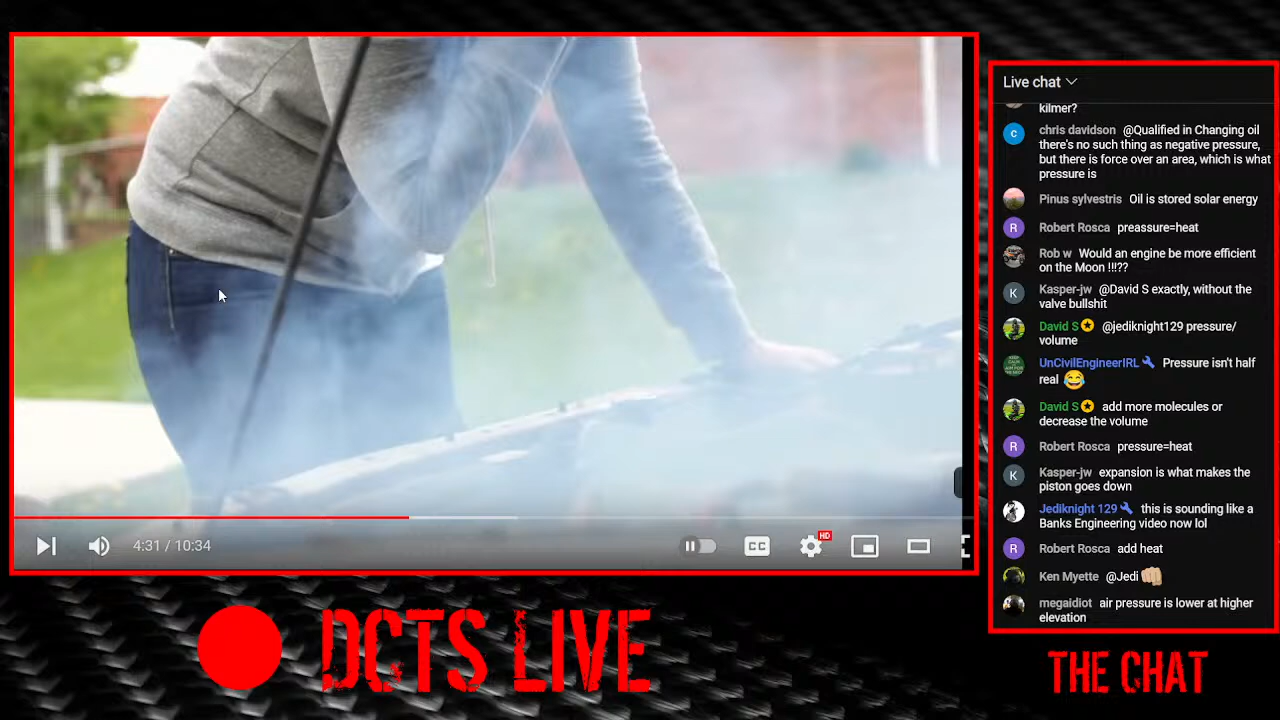 Live chat
kilmer?
chris davidson @Qualified in Changing oil
there's no such thing as negative pressure,
but there is force over an area, which is what
pressure is
Pinus sylvestris Oil is stored solar energy
Robert Rosca preassure=heat
Rob w Would an engine be more efficient
on the Moon !!!??
Kasper-jw @David S exactly, without the
valve bullshit
David S @jediknight129 pressure/
volume
UnCivilEngineerIRL Pressure isn't half
real 😂
David S add more molecules or
decrease the volume
Robert Rosca pressure=heat
Kasper-jw expansion is what makes the
piston goes down
Jediknight 129 this is sounding like a
Banks Engineering video now lol
Robert Rosca add heat
Ken Myette @Jedi 👊🏼
megaidiot air pressure is lower at higher
elevation
4:31 / 10:34
CC
HD
DCTS LIVE
THE CHAT